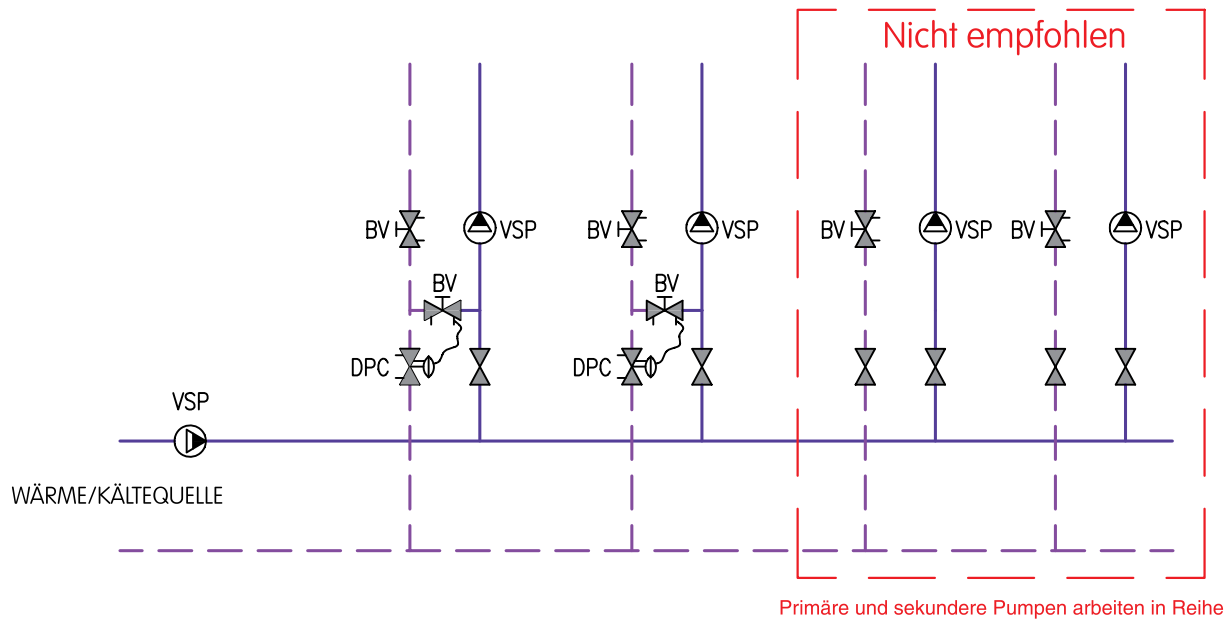 Nicht empfohlen
BV VSP BV VSP BV VSP BV VSP
BV BV
DPC DPC
VSP
WÄRME/KÄLTEQUELLE
Primäre und sekundere Pumpen arbeiten in Reihe